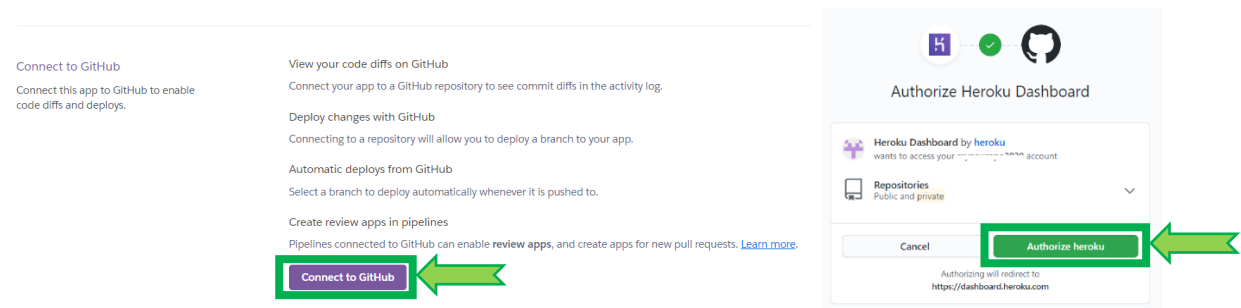 Connect to GitHub
Connect this app to GitHub to enable
code diffs and deploys.
View your code diffs on GitHub
Connect your app to a GitHub repository to see commit diffs in the activity log.
Deploy changes with GitHub
Connecting to a repository will allow you to deploy a branch to your app.
Automatic deploys from GitHub
Select a branch to deploy automatically whenever it is pushed to.
Create review apps in pipelines
Pipelines connected to GitHub can enable review apps, and create apps for new pull requests. Learn more.
Connect to GitHub
Authorize Heroku Dashboard
Heroku Dashboard by heroku
wants to access your account
Repositories
Public and private
Cancel
Authorize heroku
Authorizing will redirect to
https://dashboard.heroku.com